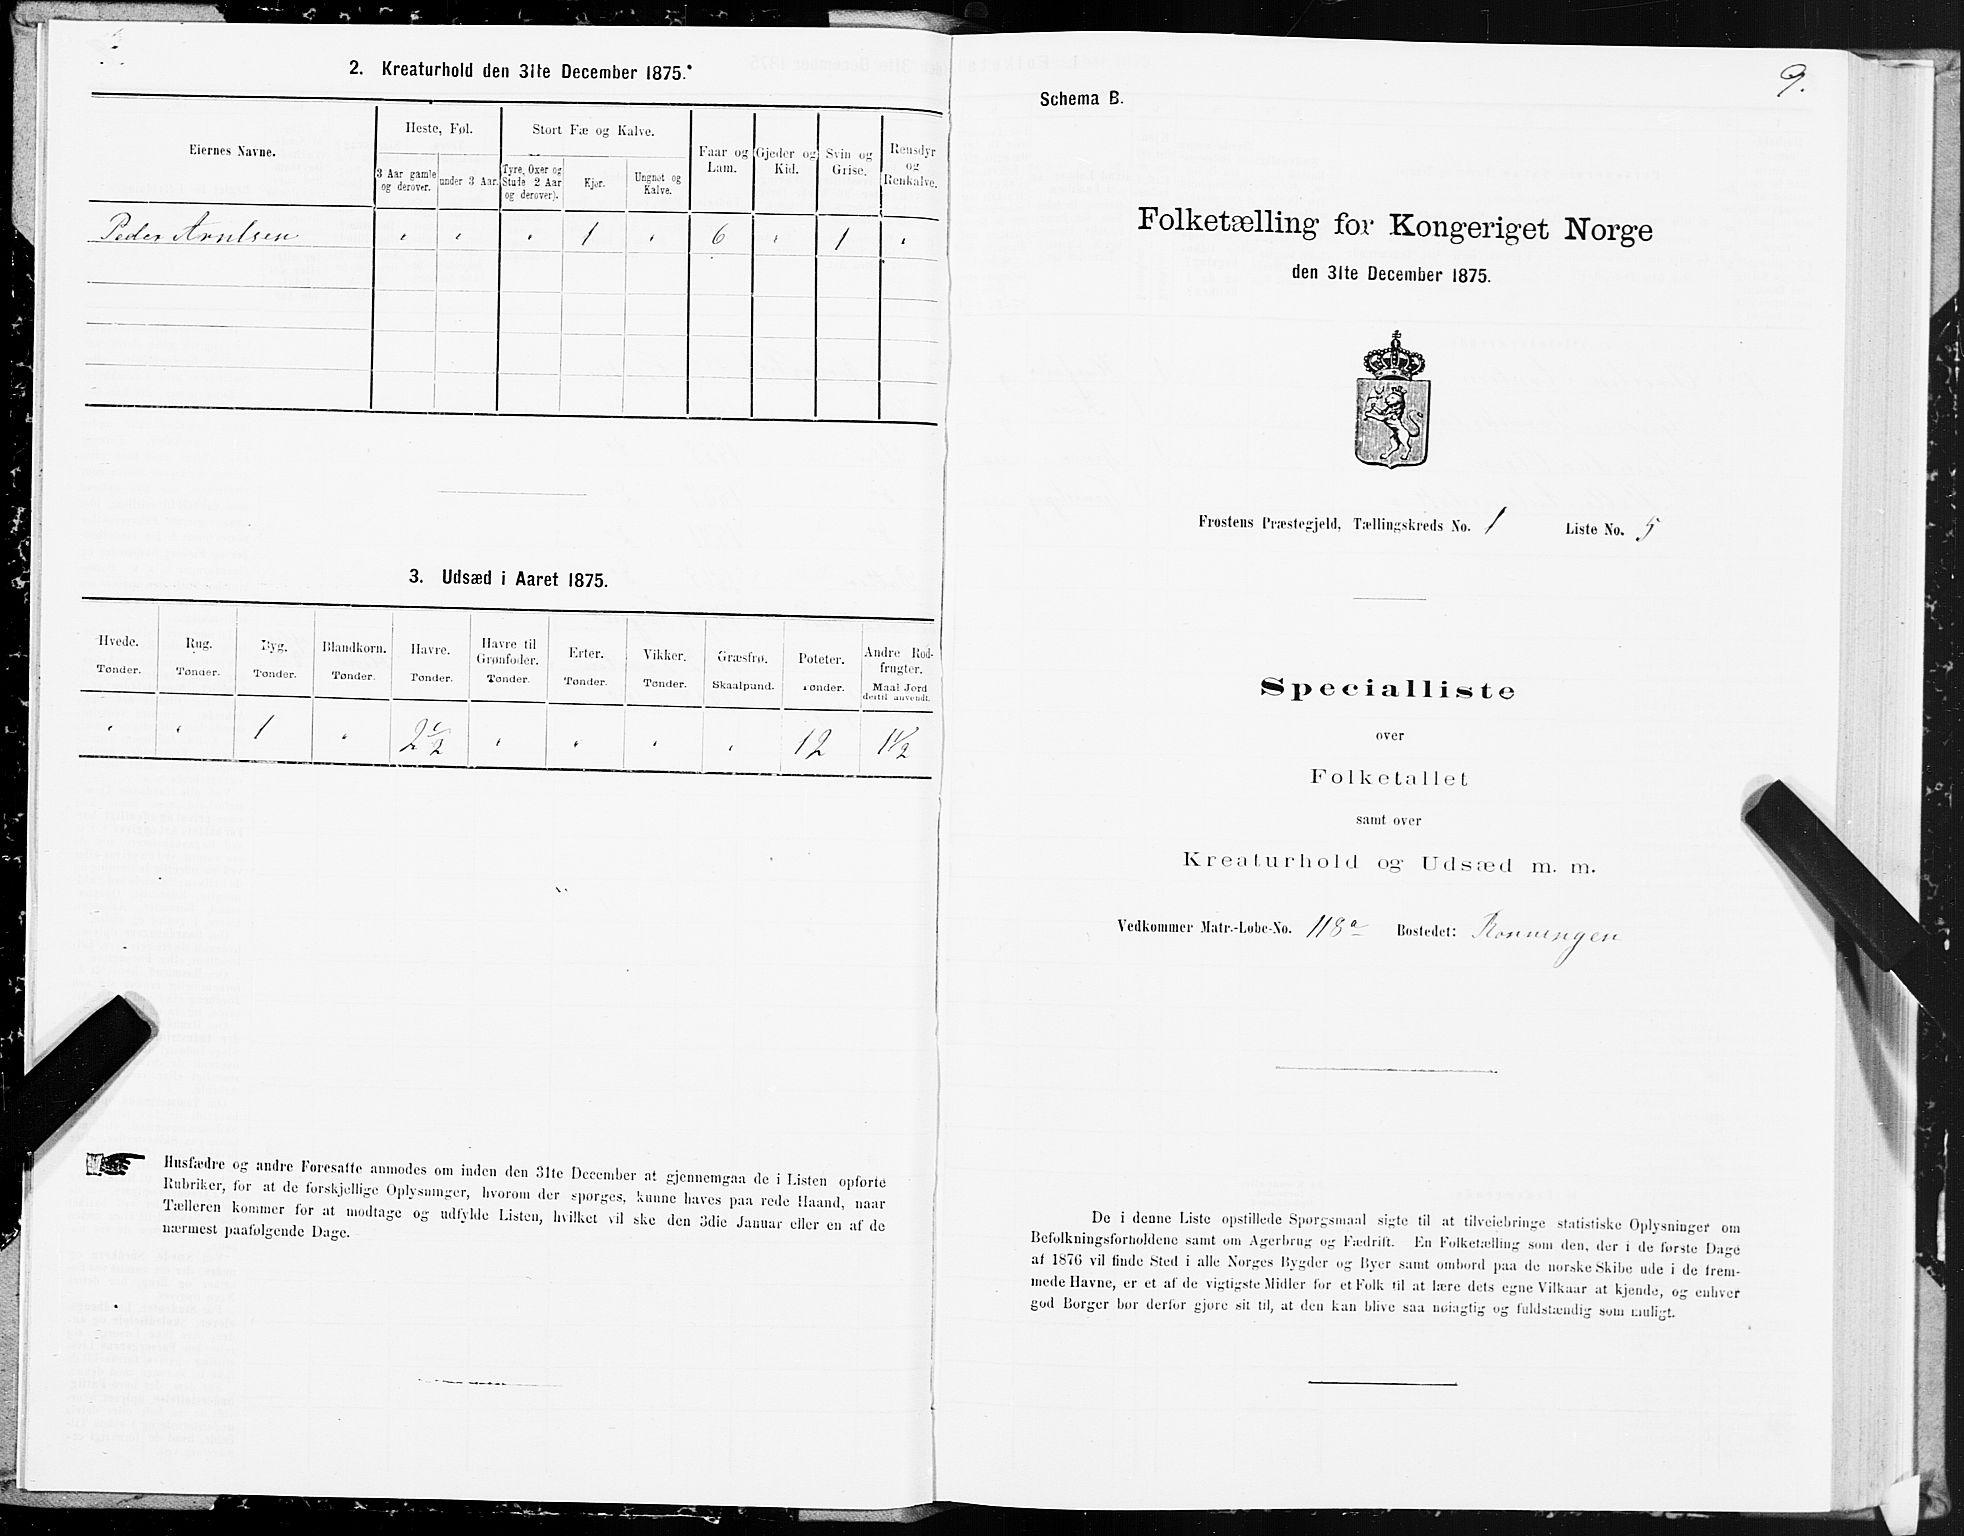 2. Kreaturhold den 31te December 1875.
Eiernes Navne.
Heste, Føl.
Stort Fæ og Kalve.
3 Aar gamle og derover.
under 3 Aar.
Tyre, Oxer og Stude 2 Aar og derover).
Kjør.
Ungnøt og Kalve.
Faar og Lam.
Gjeder og Kid.
Svin og Grise.
Rensdyr og Renkalve.
Peder Arntsen " " " 1 " 6 " 1 "
3. Udsæd i Aaret 1875.
Hvede. Rug. Byg. Blandkorn. Havre. Havre til Grønfoder. Erter. Vikker. Græsfrø. Poteter. Andre Rodfrugter.
Tønder. Tønder. Tønder. Tønder. Tønder. Tønder. Tønder. Tønder. Skaalpund. Tønder. Maal Jord dertil anvendt.
" " 1 " 2 1/2 " " " " 12 1 1/2
Husfædre og andre Foresatte anmodes om inden den 31te December at gjennemgaa de i Listen opførte
Rubriker, for at de forskjellige Oplysninger, hvorom der spørges, kunne haves paa rede Haand, naar
Tælleren kommer for at modtage og udfylde Listen, hvilket vil ske den 3die Januar eller en af de
nærmest paafølgende Dage.
9.
Schema B.
Folketælling for Kongeriget Norge
den 31te December 1875.
Frostens Præstegjeld, Tællingskreds No. 1 Liste No. 5
Specialliste
over
Folketallet
samt over
Kreaturhold og Udsæd m. m.
Vedkommer Matr.-Løbe-No. 118a Bostedet: Rønningen
De i denne Liste opstillede Spørgsmaal sigte til at tilveiebringe statistiske Oplysninger om
Befolkningsforholdene samt om Agerbrug og Fædrift. En Folketælling som den, der i de første Dage
af 1876 vil finde Sted i alle Norges Bygder og Byer samt ombord paa de norske Skibe ude i de frem-
mede Havne, er et af de vigtigste Midler for et Folk til at lære dets egne Vilkaar at kjende, og enhver
god Borger bør derfor gjøre sit til, at den kan blive saa nøiagtig og fuldstændig som muligt.